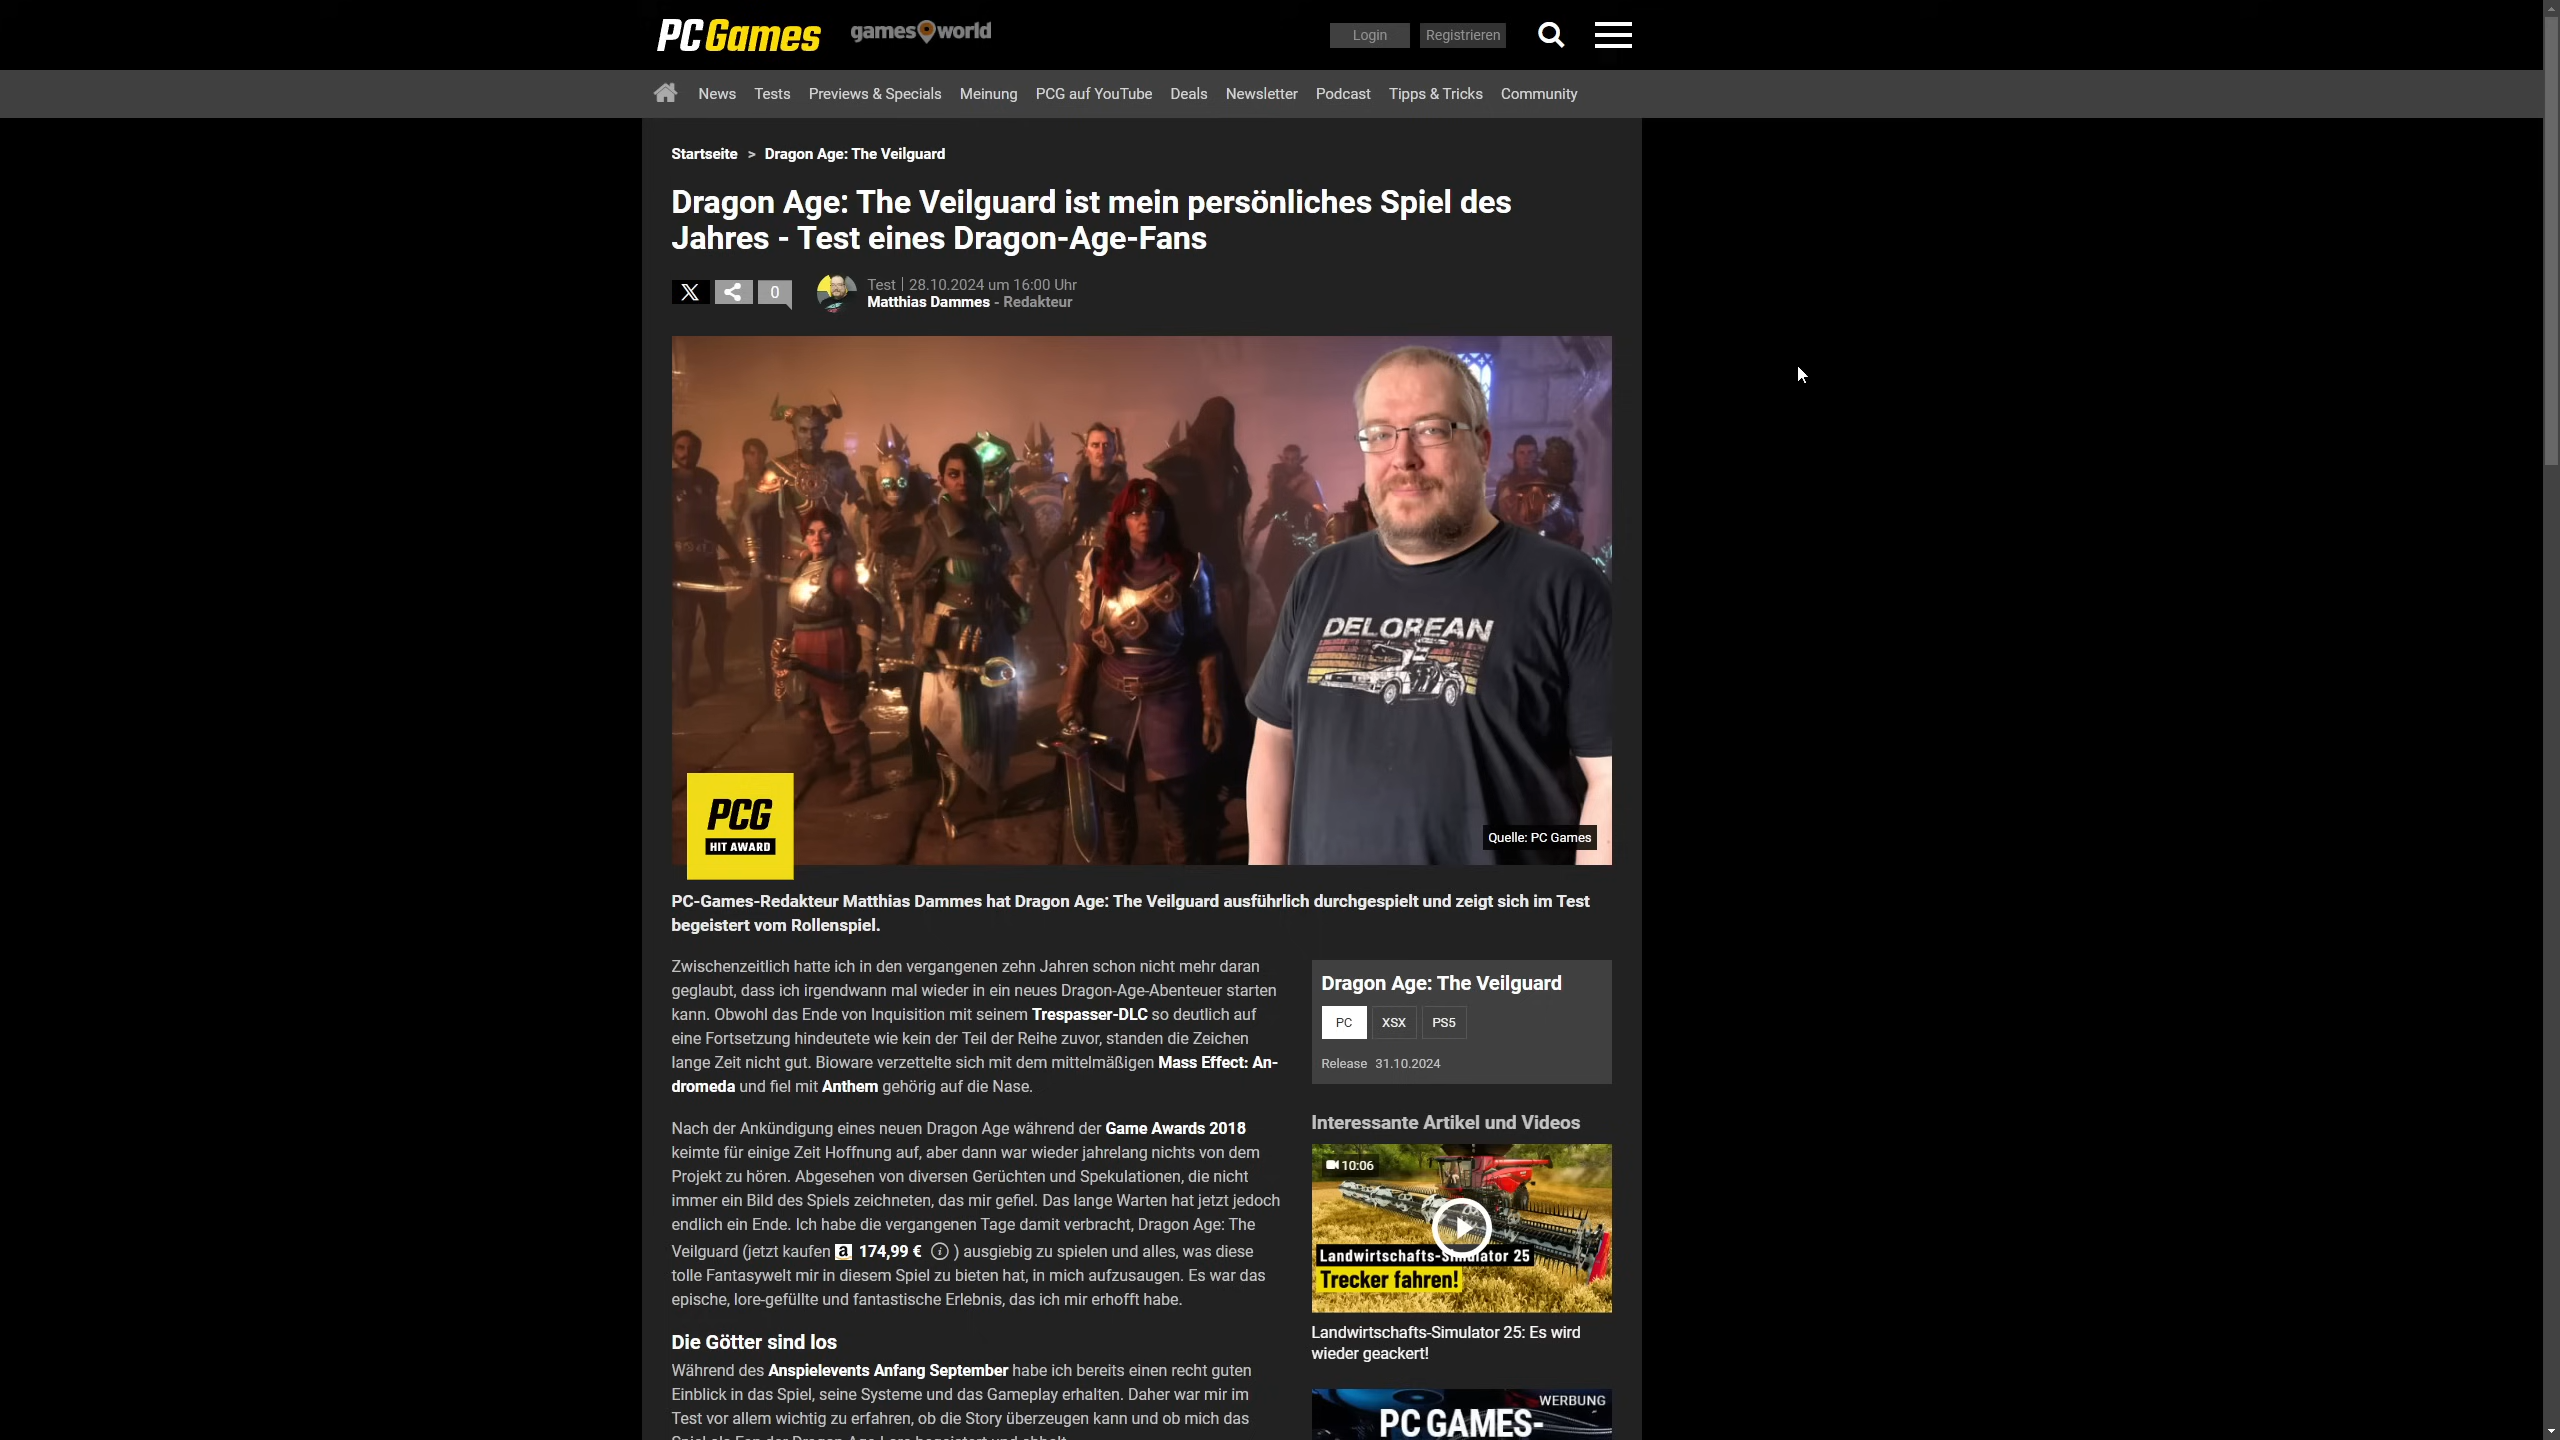 PC Games
games world
Login
Registrieren
News
Tests
Previews & Specials
Meinung
PCG auf YouTube
Deals
Newsletter
Podcast
Tipps & Tricks
Community
Startseite > Dragon Age: The Veilguard
Dragon Age: The Veilguard ist mein persönliches Spiel des
Jahres - Test eines Dragon-Age-Fans
0
Test | 28.10.2024 um 16:00 Uhr
Matthias Dammes - Redakteur
DELOREAN
PCG
HIT AWARD
Quelle: PC Games
PC-Games-Redakteur Matthias Dammes hat Dragon Age: The Veilguard ausführlich durchgespielt und zeigt sich im Test
begeistert vom Rollenspiel.
Zwischenzeitlich hatte ich in den vergangenen zehn Jahren schon nicht mehr daran
geglaubt, dass ich irgendwann mal wieder in ein neues Dragon-Age-Abenteuer starten
kann. Obwohl das Ende von Inquisition mit seinem Trespasser-DLC so deutlich auf
eine Fortsetzung hindeutete wie kein der Teil der Reihe zuvor, standen die Zeichen
lange Zeit nicht gut. Bioware verzettelte sich mit dem mittelmäßigen Mass Effect: An-
dromeda und fiel mit Anthem gehörig auf die Nase.
Nach der Ankündigung eines neuen Dragon Age während der Game Awards 2018
keimte für einige Zeit Hoffnung auf, aber dann war wieder jahrelang nichts von dem
Projekt zu hören. Abgesehen von diversen Gerüchten und Spekulationen, die nicht
immer ein Bild des Spiels zeichneten, das mir gefiel. Das lange Warten hat jetzt jedoch
endlich ein Ende. Ich habe die vergangenen Tage damit verbracht, Dragon Age: The
Veilguard (jetzt kaufen a 174,99 € i ) ausgiebig zu spielen und alles, was diese
tolle Fantasywelt mir in diesem Spiel zu bieten hat, in mich aufzusaugen. Es war das
epische, lore-gefüllte und fantastische Erlebnis, das ich mir erhofft habe.
Die Götter sind los
Während des Anspielevents Anfang September habe ich bereits einen recht guten
Einblick in das Spiel, seine Systeme und das Gameplay erhalten. Daher war mir im
Test vor allem wichtig zu erfahren, ob die Story überzeugen kann und ob mich das
Dragon Age: The Veilguard
PC
XSX
PS5
Release 31.10.2024
Interessante Artikel und Videos
10:06
Landwirtschafts-Simulator 25
Trecker fahren!
Landwirtschafts-Simulator 25: Es wird
wieder geackert!
WERBUNG
PC GAMES-